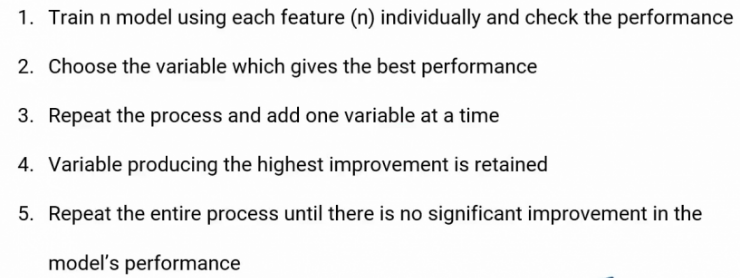 1. Train n model using each feature (n) individually and check the performance
2. Choose the variable which gives the best performance
3. Repeat the process and add one variable at a time
4. Variable producing the highest improvement is retained
5. Repeat the entire process until there is no significant improvement in the
model's performance